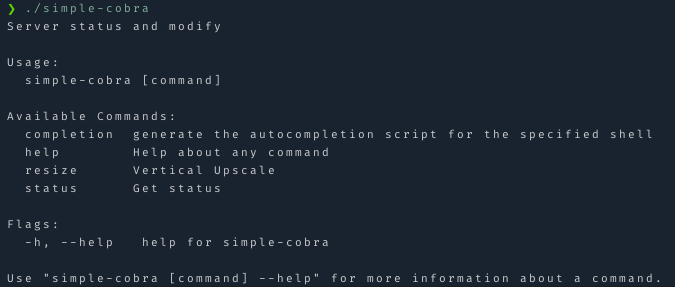 ❯ ./simple-cobra
Server status and modify

Usage:
  simple-cobra [command]

Available Commands:
  completion  generate the autocompletion script for the specified shell
  help        Help about any command
  resize      Vertical Upscale
  status      Get status

Flags:
  -h, --help   help for simple-cobra

Use "simple-cobra [command] --help" for more information about a command.